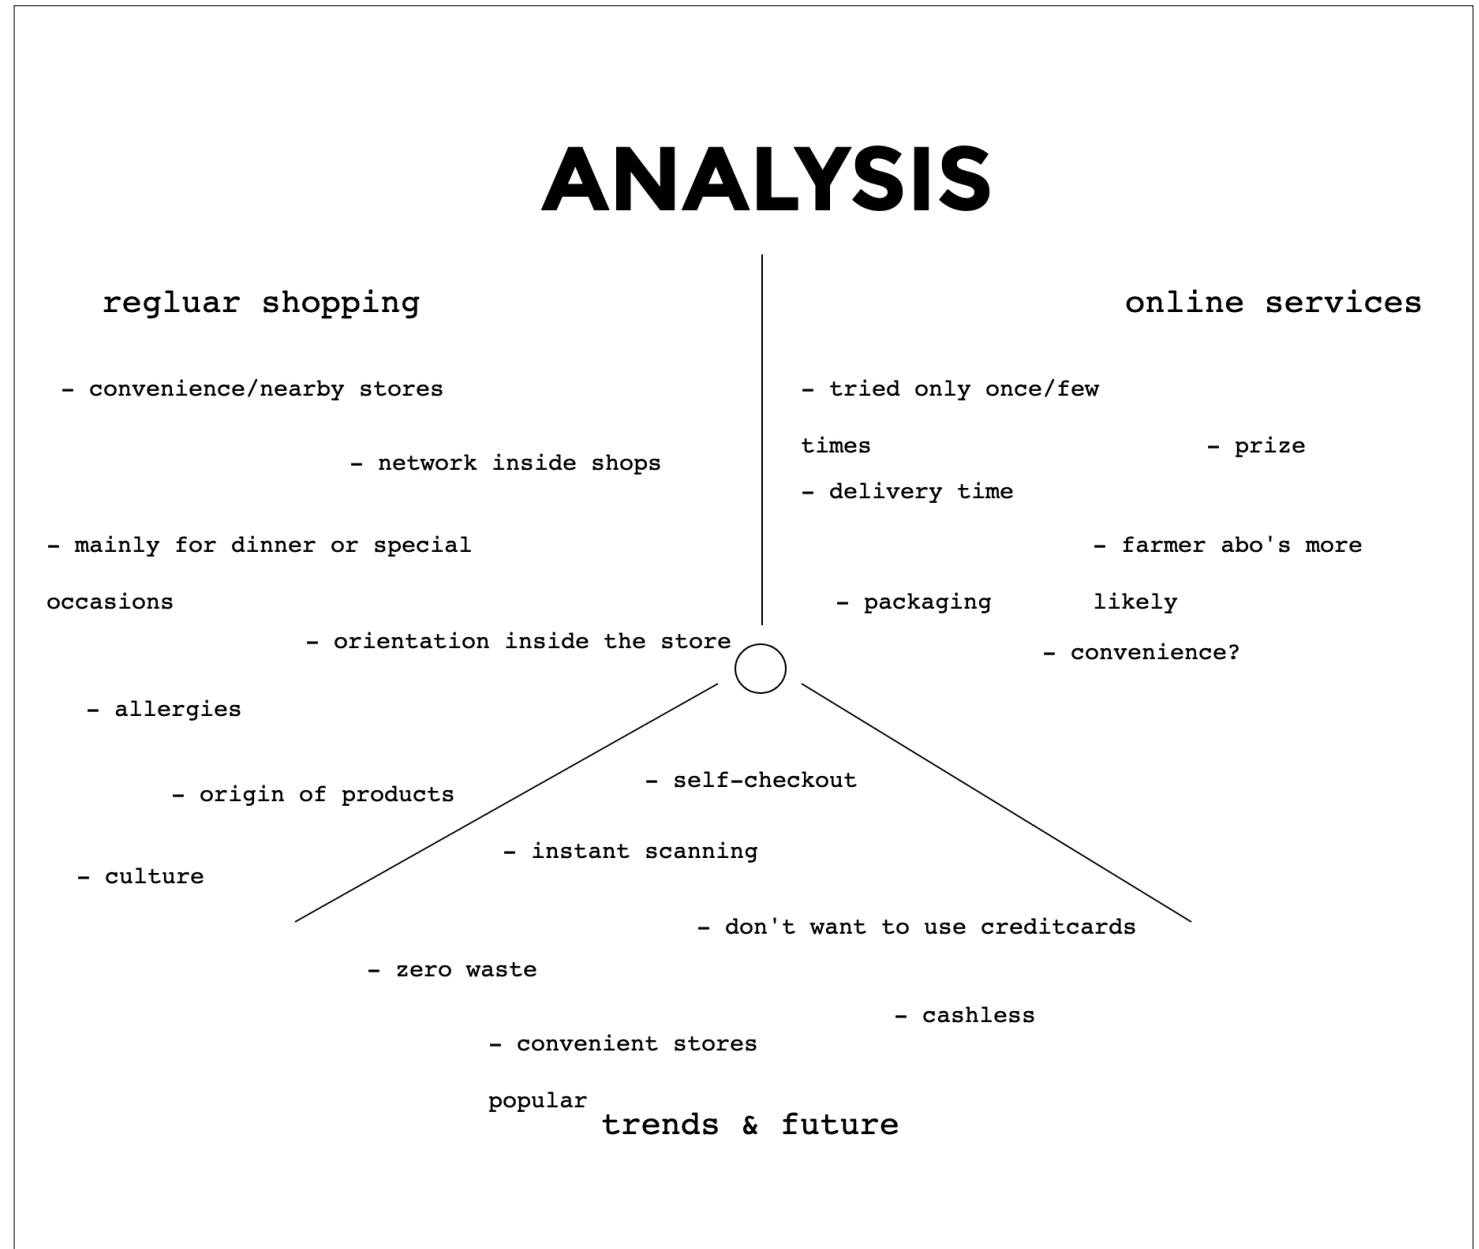 ANALYSIS
regluar shopping
- convenience/nearby stores
- network inside shops
- mainly for dinner or special
occasions
- orientation inside the store
- allergies
- origin of products
- culture
online services
- tried only once/few
times
- prize
- delivery time
- farmer abo's more
likely
- packaging
- convenience?
- self-checkout
- instant scanning
- don't want to use creditcards
- zero waste
- cashless
- convenient stores
popular
trends & future